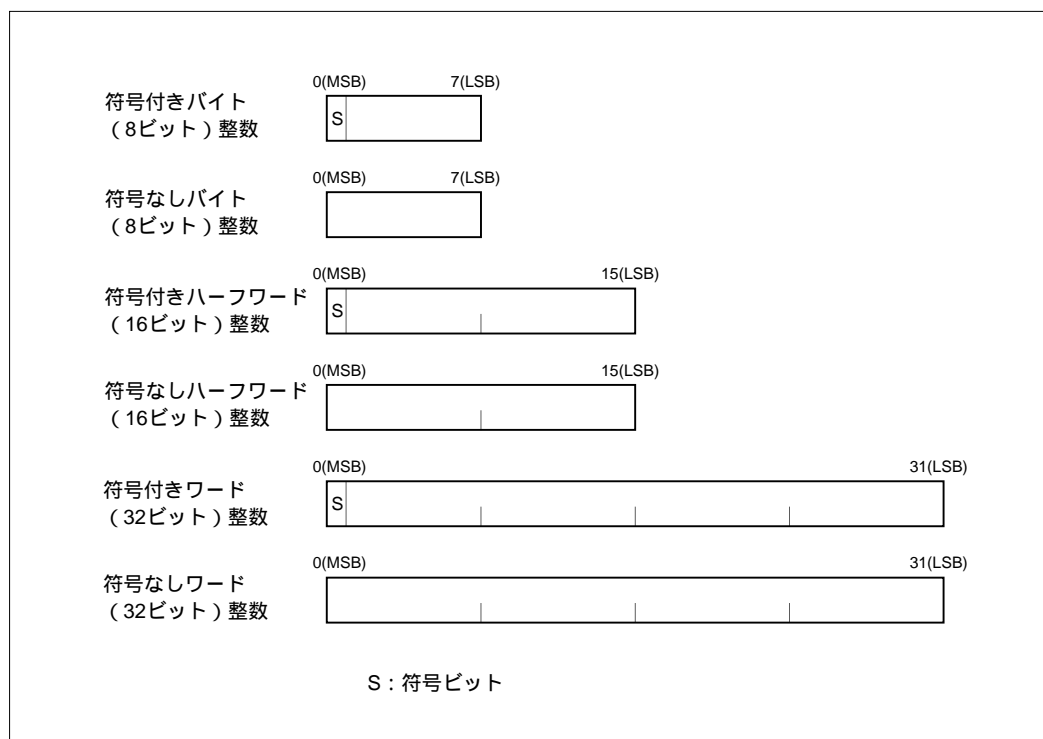 0(MSB) 7(LSB)
符号付きバイト
（8ビット）整数
S
0(MSB) 7(LSB)
符号なしバイト
（8ビット）整数
0(MSB) 15(LSB)
符号付きハーフワード
（16ビット）整数
S
0(MSB) 15(LSB)
符号なしハーフワード
（16ビット）整数
0(MSB) 31(LSB)
符号付きワード
（32ビット）整数
S
0(MSB) 31(LSB)
符号なしワード
（32ビット）整数
S：符号ビット